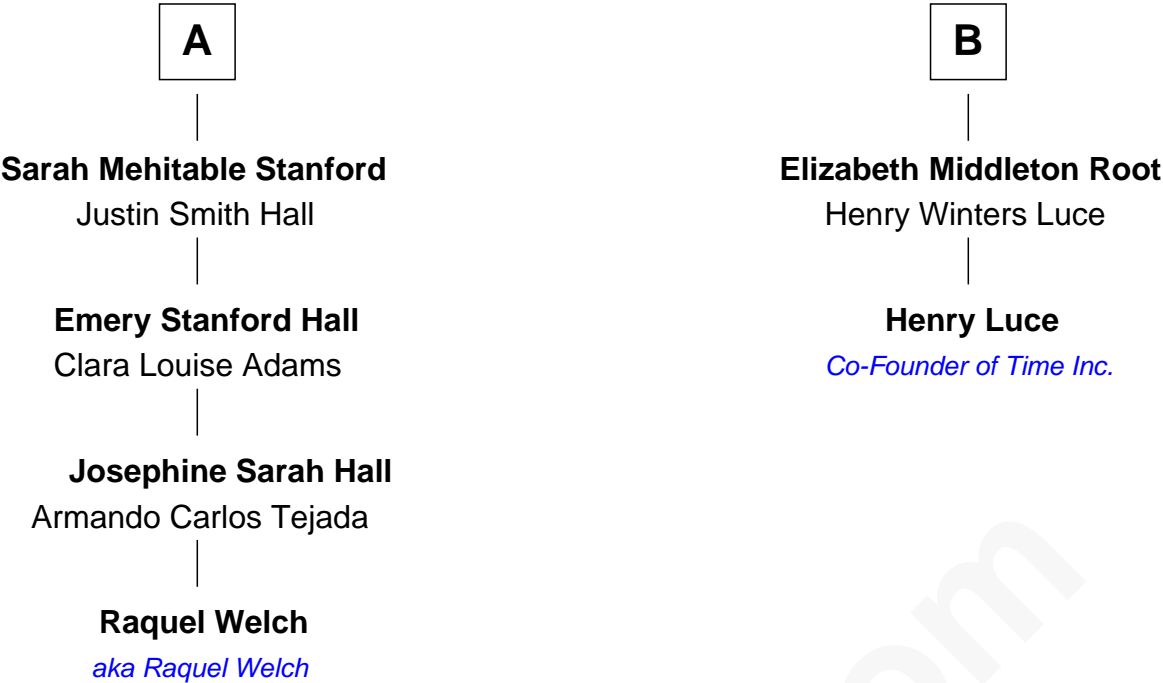 A
Sarah Mehitable Stanford
Justin Smith Hall
Emery Stanford Hall
Clara Louise Adams
Josephine Sarah Hall
Armando Carlos Tejada
Raquel Welch
aka Raquel Welch
B
Elizabeth Middleton Root
Henry Winters Luce
Henry Luce
Co-Founder of Time Inc.
om